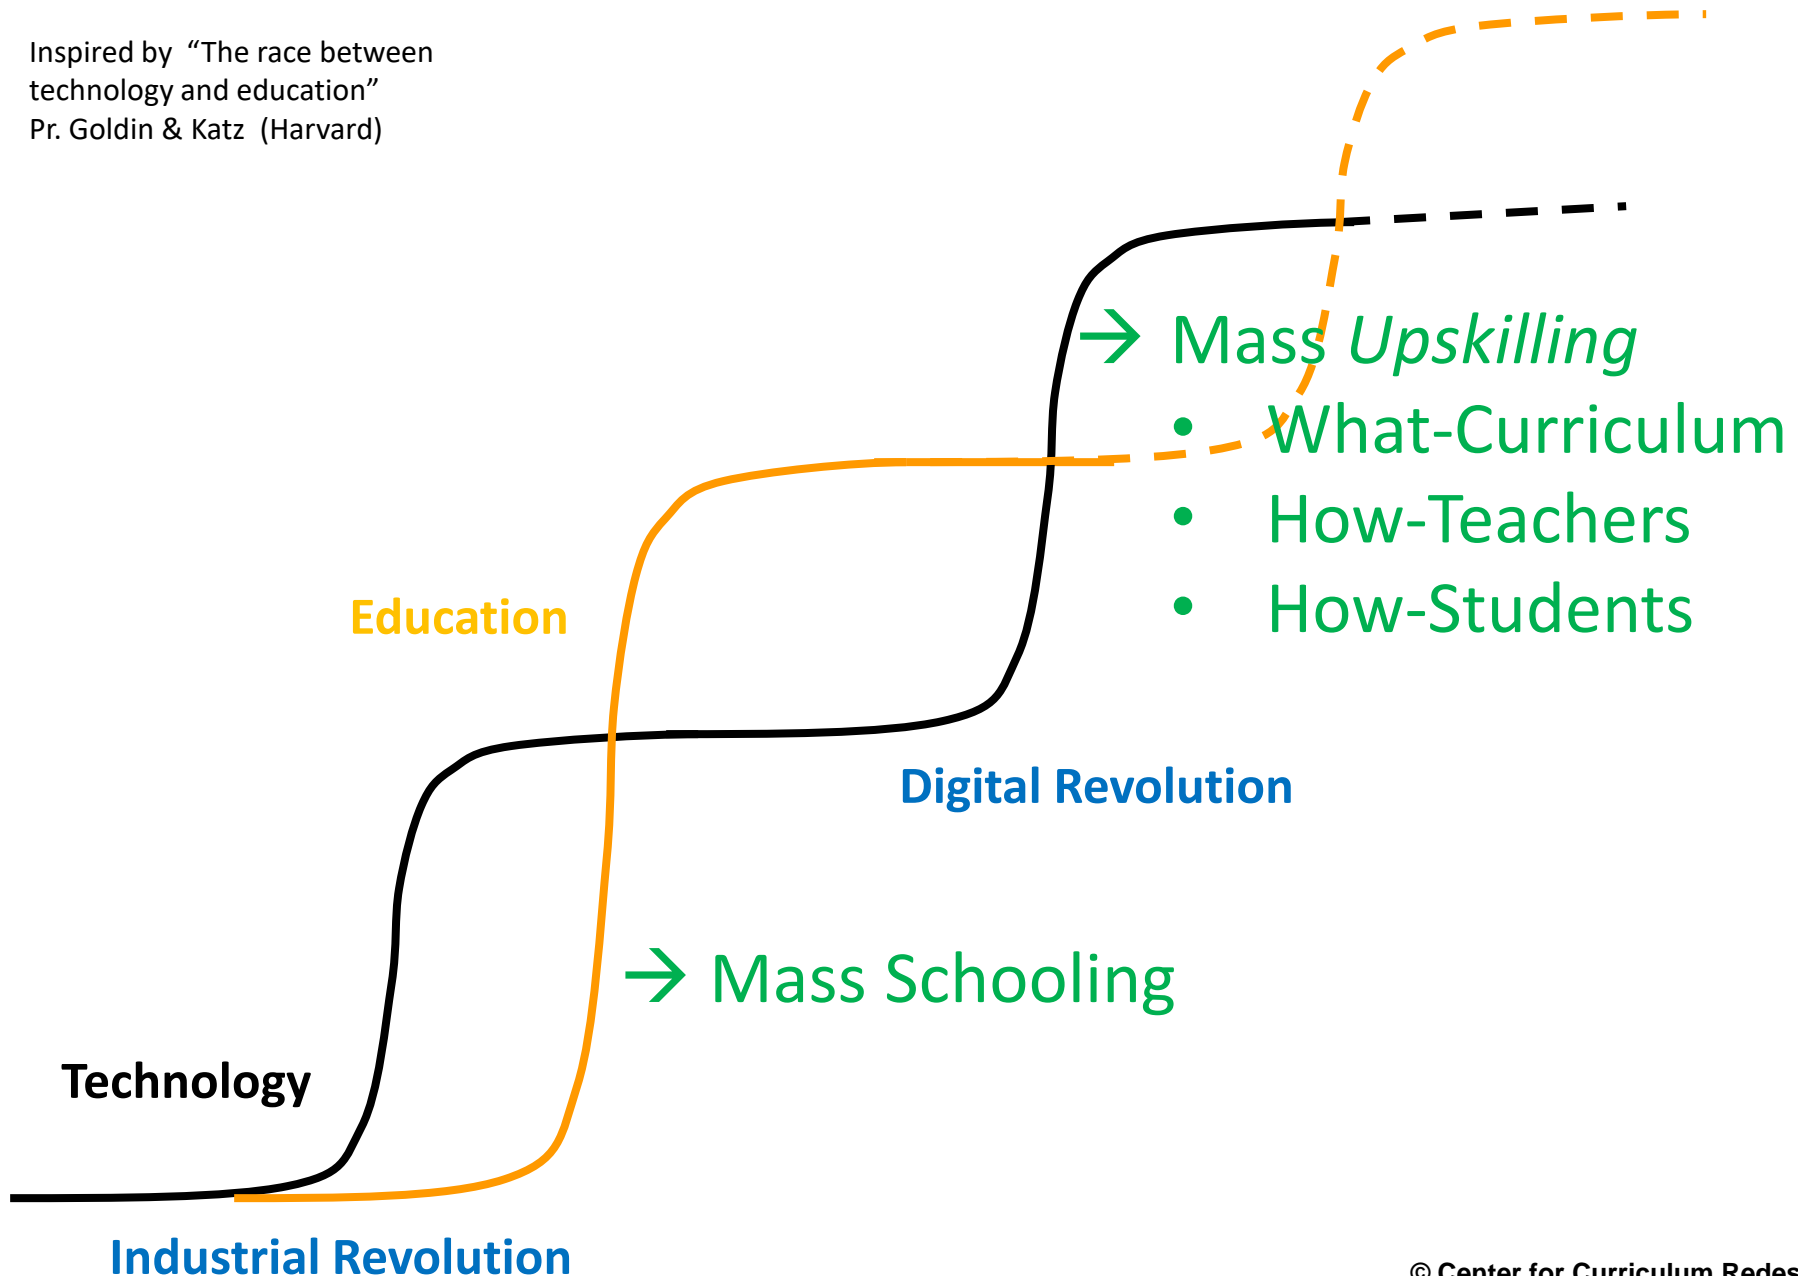 Inspired by “The race between
technology and education”
Pr. Goldin & Katz (Harvard)
→ Mass Upskilling
• What-Curriculum
• How-Teachers
• How-Students
Education
Digital Revolution
→ Mass Schooling
Technology
Industrial Revolution
© Center for Curriculum Redes